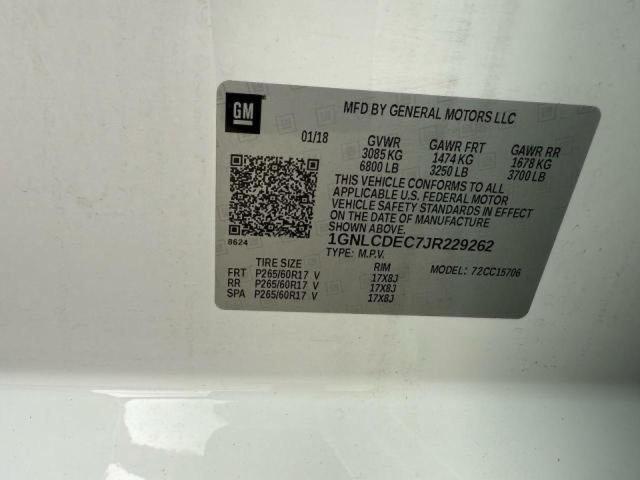 GM MFD BY GENERAL MOTORS LLC
01/18 GVWR GAWR FRT GAWR RR
3085 KG 1474 KG 1678 KG
6800 LB 3250 LB 3700 LB
THIS VEHICLE CONFORMS TO ALL
APPLICABLE U.S. FEDERAL MOTOR
VEHICLE SAFETY STANDARDS IN EFFECT
ON THE DATE OF MANUFACTURE
SHOWN ABOVE.
8624 1GNLCDEC7JR229262
TYPE: M.P.V.
TIRE SIZE RIM MODEL: 72CC15706
FRT P265/60R17 V 17X8J
RR P265/60R17 V 17X8J
SPA P265/60R17 V 17X8J